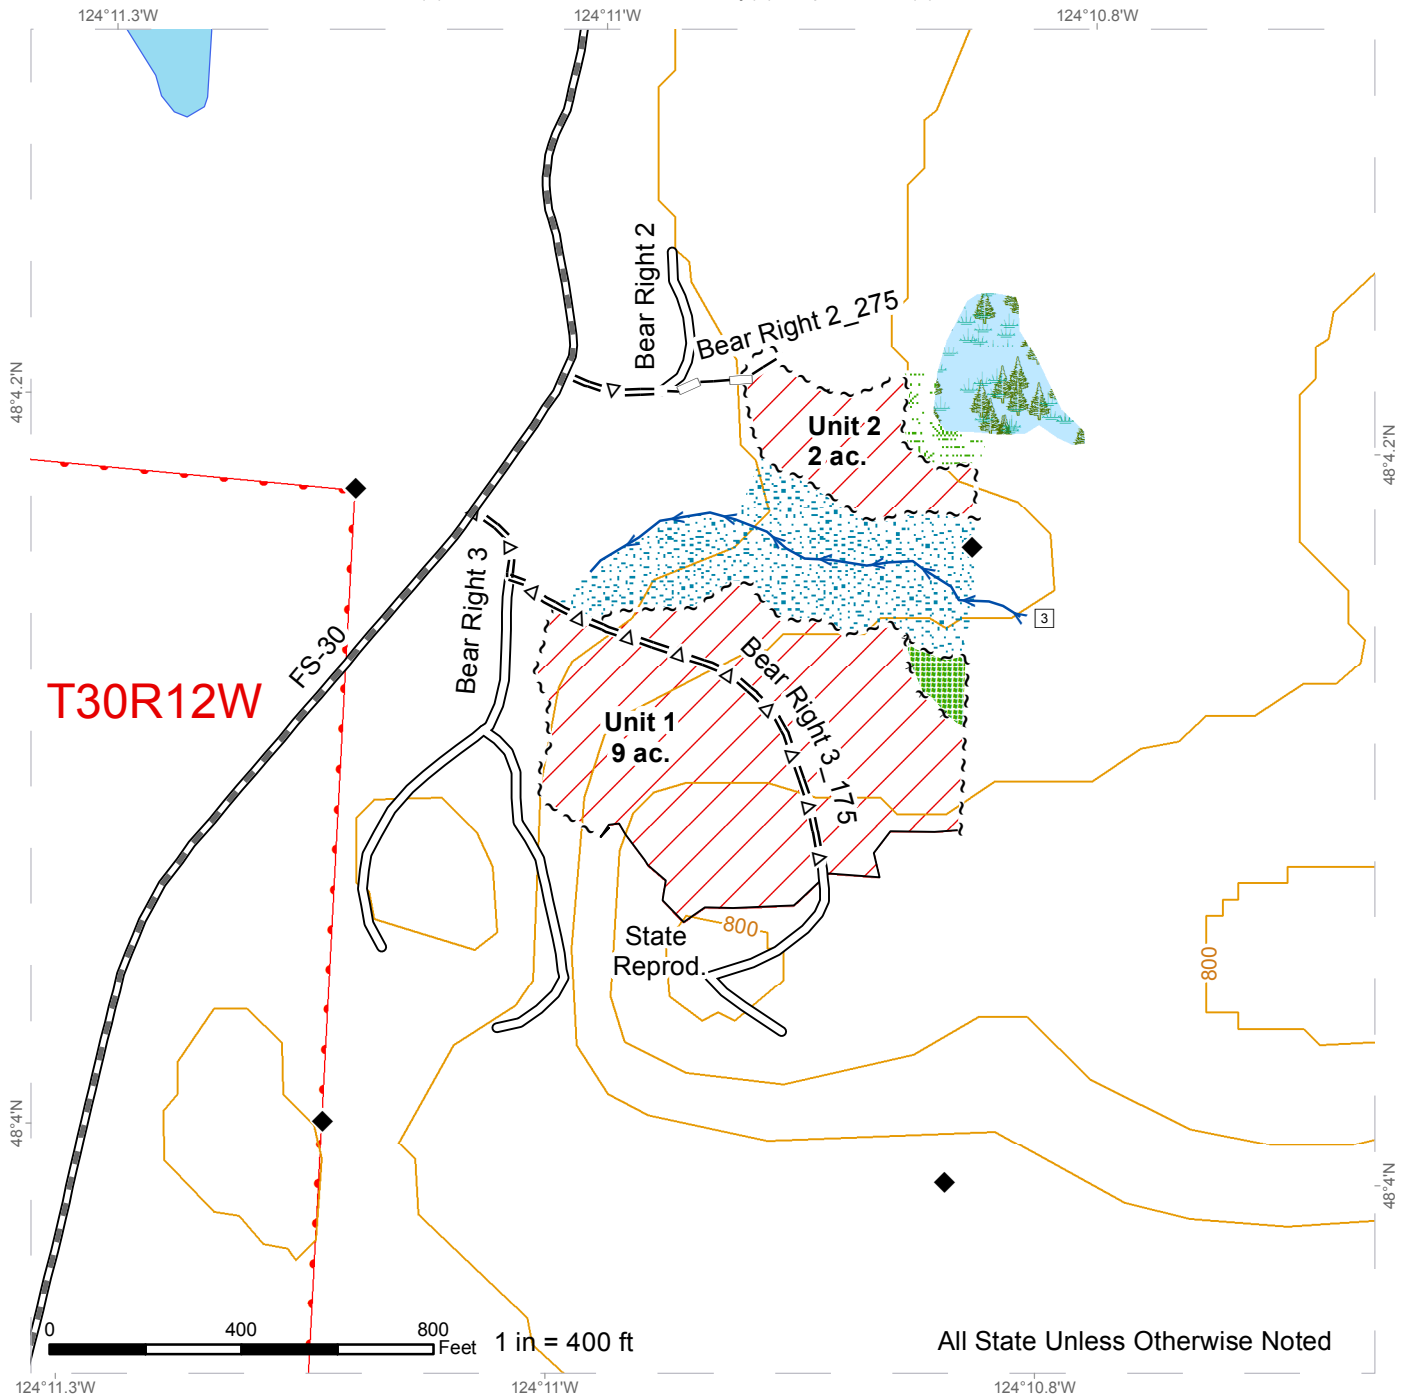 124°11.3'W
124°11'W
124°10.8'W
Bear Right 2
Bear Right 2_275
48°4.2'N
48°4.2'N
Unit 2
2 ac.
Bear Right 3
3
FS-30
T30R12W
Bear Right 3_175
Unit 1
9 ac.
State
Reprod.
800
800
48°4'N
48°4'N
0
400
800
Feet
1 in = 400 ft
All State Unless Otherwise Noted
124°11.3'W
124°11'W
124°10.8'W